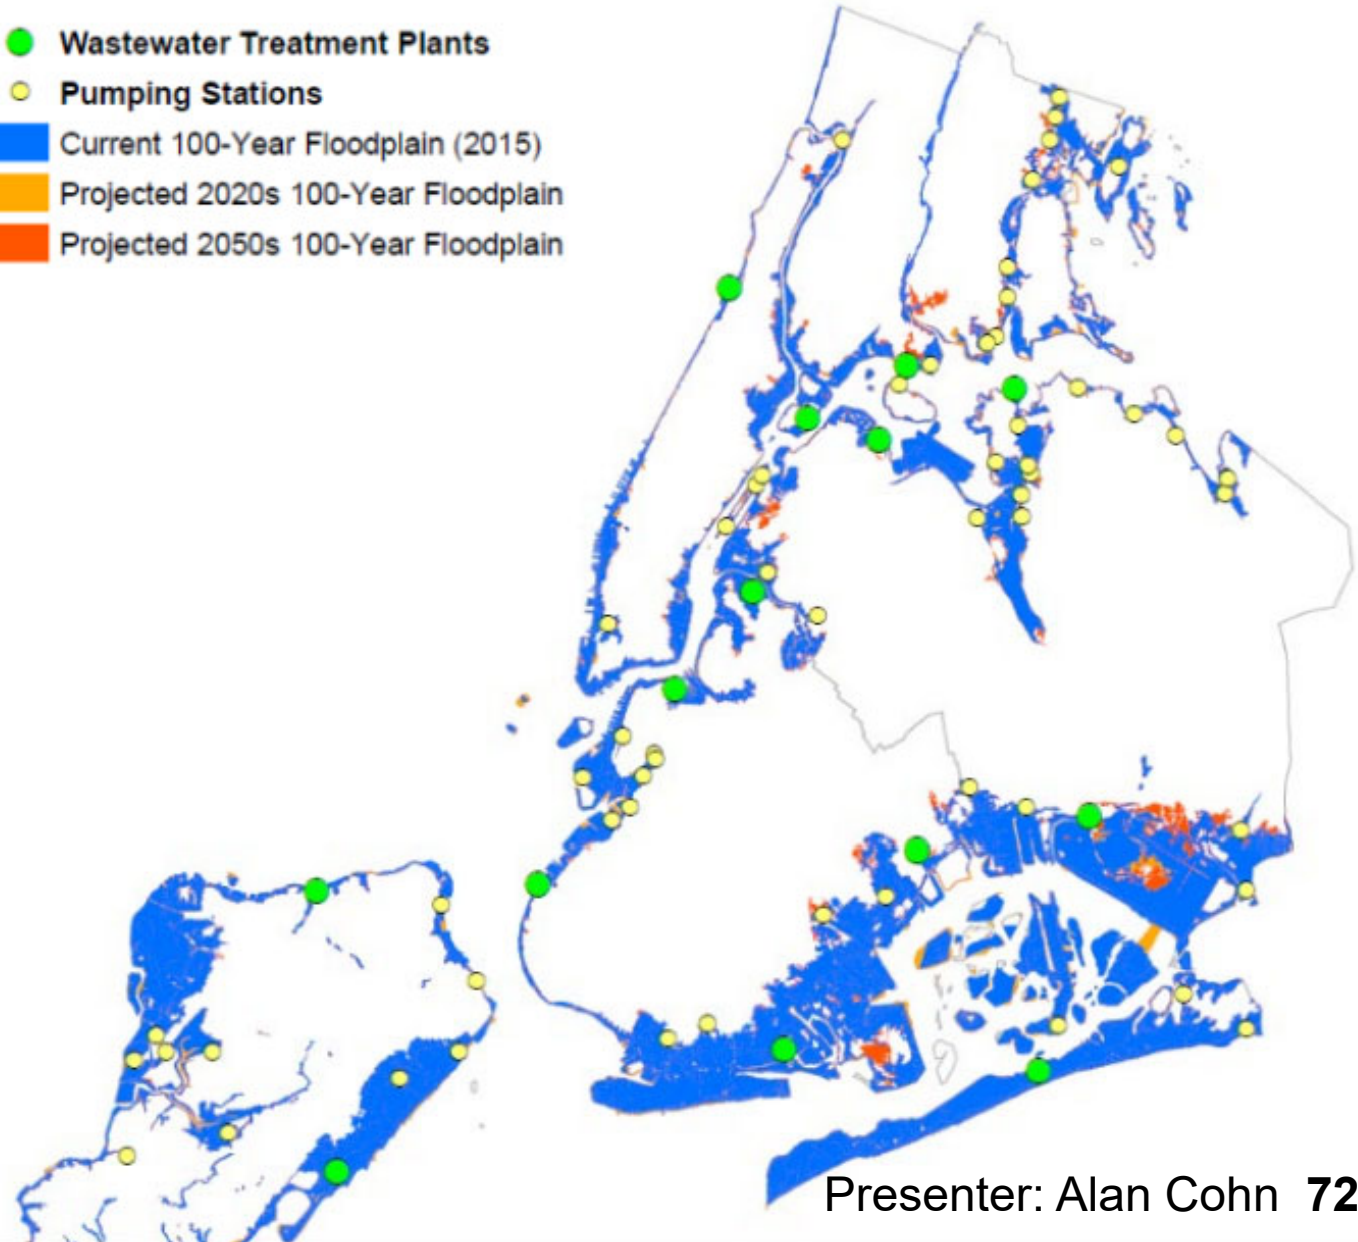 Wastewater Treatment Plants
Pumping Stations
Current 100-Year Floodplain (2015)
Projected 2020s 100-Year Floodplain
Projected 2050s 100-Year Floodplain
Presenter: Alan Cohn 72